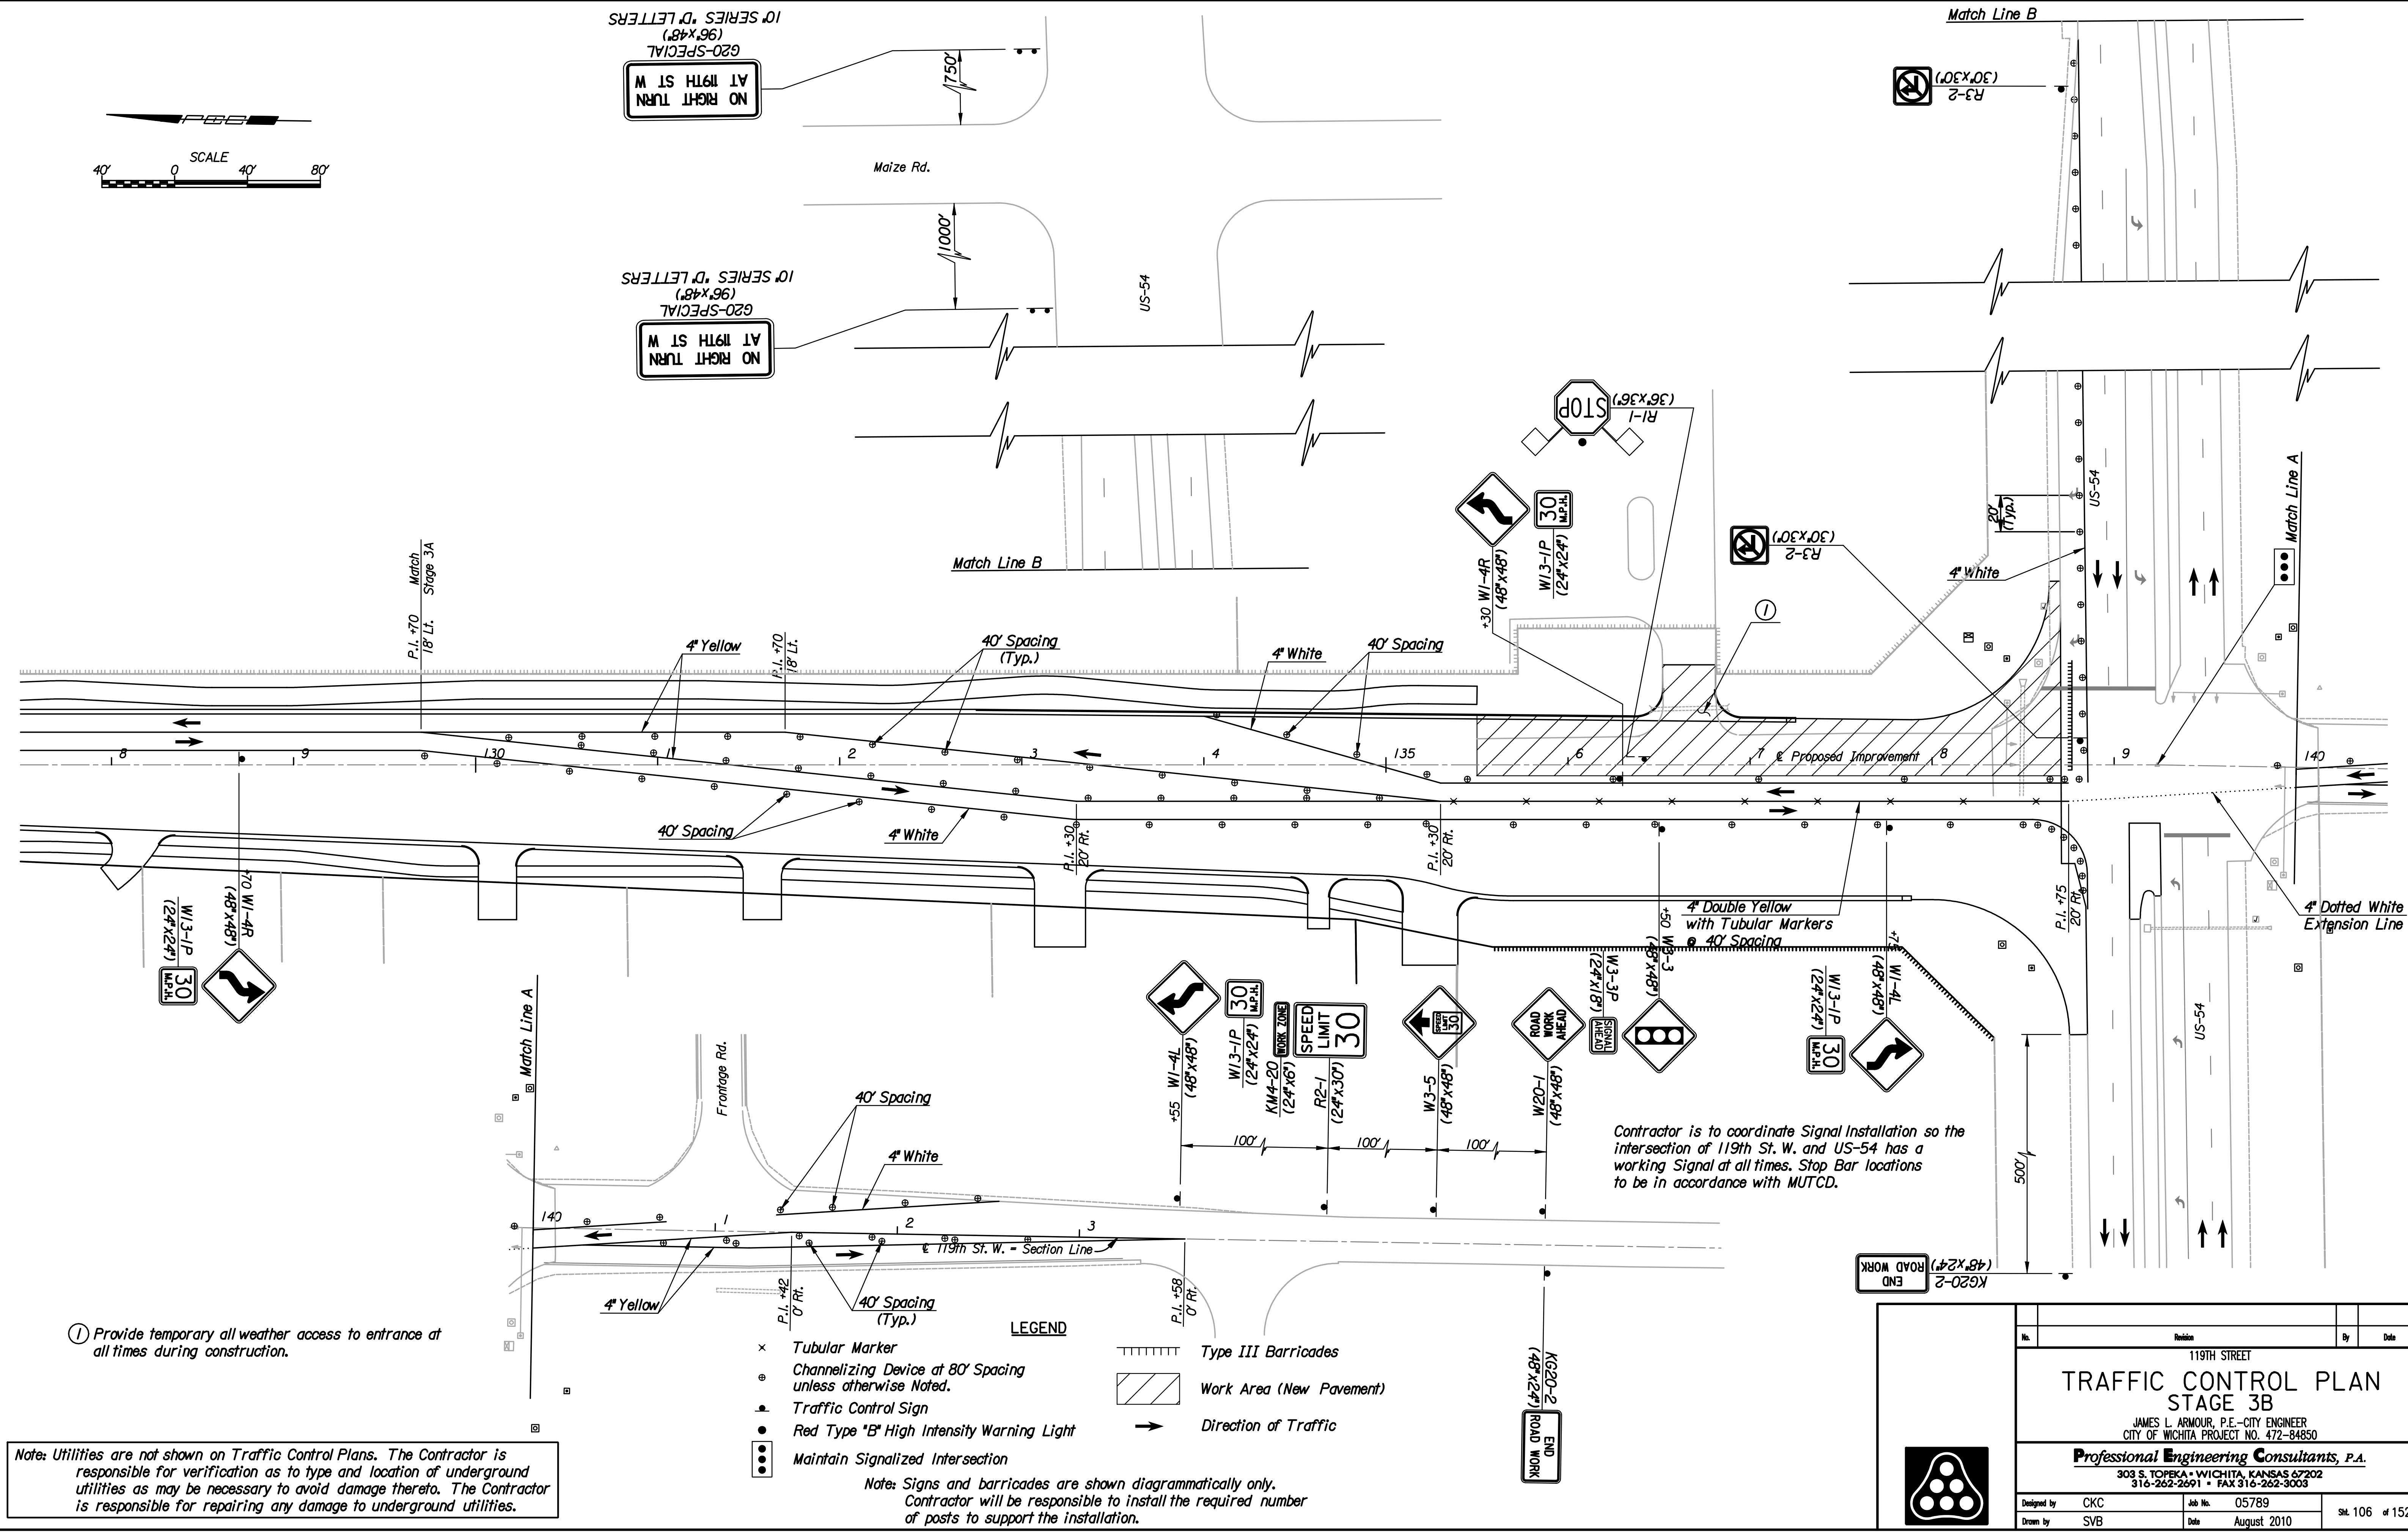 10" SERIES "D" LETTERS
(96"x48")
G20-SPECIAL
NO RIGHT TURN
AT 119TH ST W
750'
Maize Rd.
1000'
10" SERIES "D" LETTERS
(96"x48")
G20-SPECIAL
NO RIGHT TURN
AT 119TH ST W
US-54
SCALE
40' 0 40' 80'
Match Line B
R3-2
(30"x30")
Match Line B
STOP
R1-1
(36"x36")
+30 W1-4R
(48"x48")
30
M.P.H.
W13-1P
(24"x24")
R3-2
(30"x30")
1
20'
(Typ.)
US-54
4" White
Match Line A
P.I. +70
18' Lt.
Match
Stage 3A
4" Yellow
P.I. +70
18' Lt.
40' Spacing
(Typ.)
4" White
40' Spacing
8 9 130 1 2 3 4 135 6 7 ℄ Proposed Improvement 8 9 140
40' Spacing
4" White
P.I. +30
20' Rt.
P.I. +30
20' Rt.
P.I. +75
20' Rt.
4" Double Yellow
with Tubular Markers
@ 40' Spacing
4" Dotted White
Extension Line
+70 W1-4R
(48"x48")
W13-1P
(24"x24")
30
M.P.H.
+50 W3-3
(48"x48")
W3-3P
(24"x18")
SIGNAL
AHEAD
+75 W1-4L
(48"x48")
W13-1P
(24"x24")
30
M.P.H.
+55 W1-4L
(48"x48")
30
M.P.H.
W13-1P
(24"x24")
WORK ZONE
KM4-20
(24"x6")
SPEED
LIMIT
30
R2-1
(24"x30")
SPEED
LIMIT
30
W3-5
(48"x48")
ROAD
WORK
AHEAD
W20-1
(48"x48")
100' 100' 100'
US-54
500'
Contractor is to coordinate Signal Installation so the
intersection of 119th St. W. and US-54 has a
working Signal at all times. Stop Bar locations
to be in accordance with MUTCD.
KG20-2
(48"x24")
END
ROAD WORK
Match Line A
Frontage Rd.
40' Spacing
4" White
140 1 2 3
℄ 119th St. W. = Section Line
4" Yellow
P.I. +42
0' Rt.
40' Spacing
(Typ.)
P.I. +58
0' Rt.
KG20-2
(48"x24")
END
ROAD WORK
1 Provide temporary all weather access to entrance at
all times during construction.
LEGEND
Tubular Marker
Channelizing Device at 80' Spacing
unless otherwise Noted.
Traffic Control Sign
Red Type "B" High Intensity Warning Light
Maintain Signalized Intersection
Type III Barricades
Work Area (New Pavement)
Direction of Traffic
Note: Signs and barricades are shown diagrammatically only.
Contractor will be responsible to install the required number
of posts to support the installation.
Note: Utilities are not shown on Traffic Control Plans. The Contractor is
responsible for verification as to type and location of underground
utilities as may be necessary to avoid damage thereto. The Contractor
is responsible for repairing any damage to underground utilities.
No. Revision By Date
119TH STREET
TRAFFIC CONTROL PLAN
STAGE 3B
JAMES L. ARMOUR, P.E.-CITY ENGINEER
CITY OF WICHITA PROJECT NO. 472-84850
Professional Engineering Consultants, P.A.
303 S. TOPEKA • WICHITA, KANSAS 67202
316-262-2691 • FAX 316-262-3003
Designed by CKC Job No. 05789
Drawn by SVB Date August 2010
Sht. 106 of 152